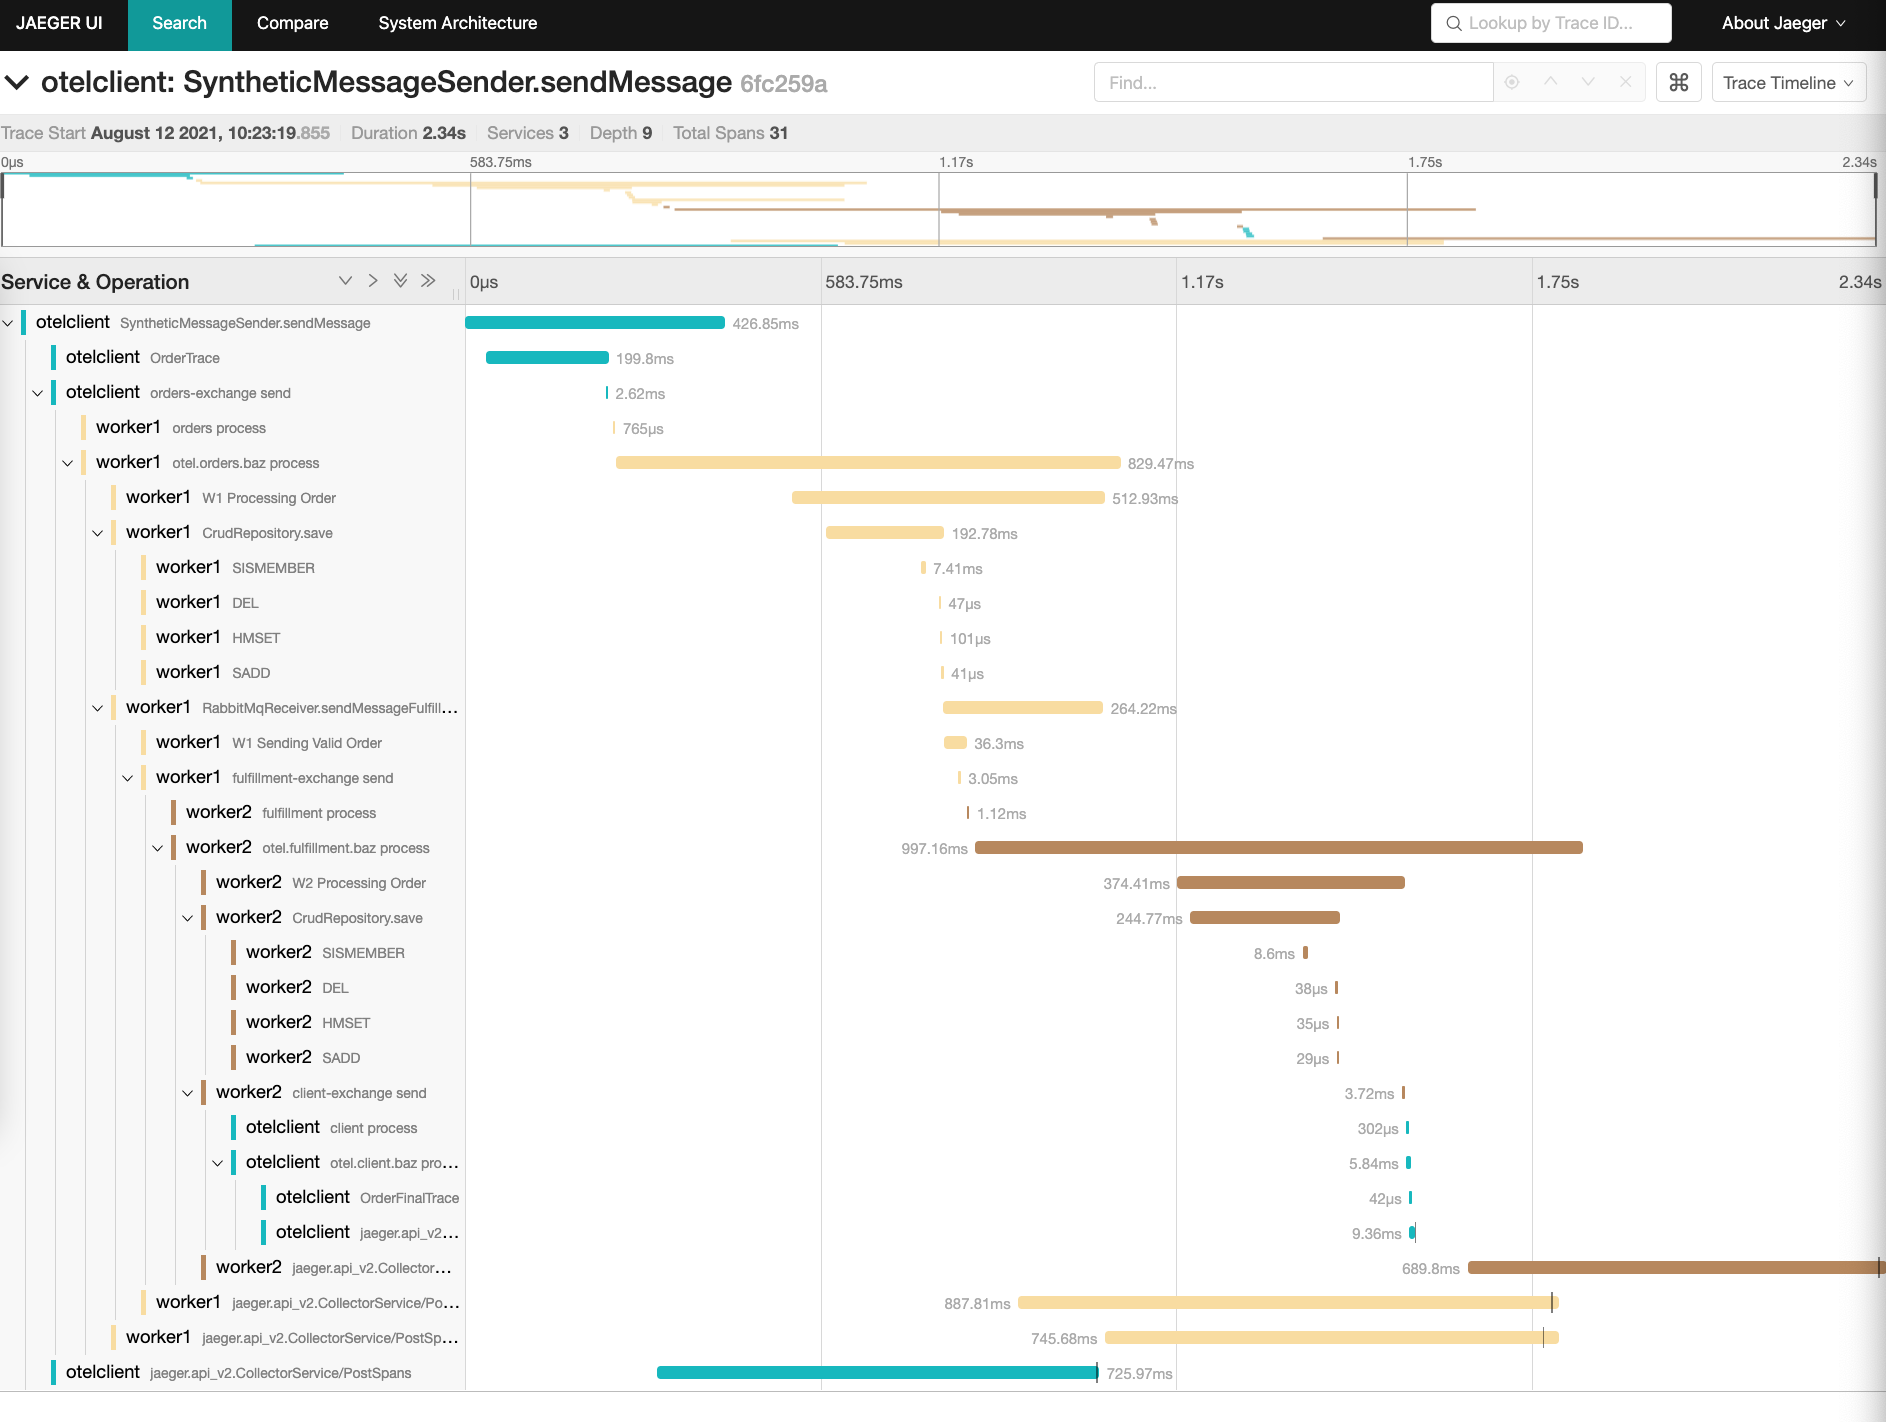 JAEGER UI Search Compare System Architecture Lookup by Trace ID... About Jaeger
otelclient: SyntheticMessageSender.sendMessage 6fc259a Find... ⌘ Trace Timeline
Trace Start August 12 2021, 10:23:19.855 Duration 2.34s Services 3 Depth 9 Total Spans 31
0μs 583.75ms 1.17s 1.75s 2.34s
Service & Operation 0μs 583.75ms 1.17s 1.75s 2.34s
otelclient SyntheticMessageSender.sendMessage 426.85ms
otelclient OrderTrace 199.8ms
otelclient orders-exchange send 2.62ms
worker1 orders process 765μs
worker1 otel.orders.baz process 829.47ms
worker1 W1 Processing Order 512.93ms
worker1 CrudRepository.save 192.78ms
worker1 SISMEMBER 7.41ms
worker1 DEL 47μs
worker1 HMSET 101μs
worker1 SADD 41μs
worker1 RabbitMqReceiver.sendMessageFulfill... 264.22ms
worker1 W1 Sending Valid Order 36.3ms
worker1 fulfillment-exchange send 3.05ms
worker2 fulfillment process 1.12ms
worker2 otel.fulfillment.baz process 997.16ms
worker2 W2 Processing Order 374.41ms
worker2 CrudRepository.save 244.77ms
worker2 SISMEMBER 8.6ms
worker2 DEL 38μs
worker2 HMSET 35μs
worker2 SADD 29μs
worker2 client-exchange send 3.72ms
otelclient client process 302μs
otelclient otel.client.baz pro... 5.84ms
otelclient OrderFinalTrace 42μs
otelclient jaeger.api_v2... 9.36ms
worker2 jaeger.api_v2.Collector... 689.8ms
worker1 jaeger.api_v2.CollectorService/Po... 887.81ms
worker1 jaeger.api_v2.CollectorService/PostSp... 745.68ms
otelclient jaeger.api_v2.CollectorService/PostSpans 725.97ms